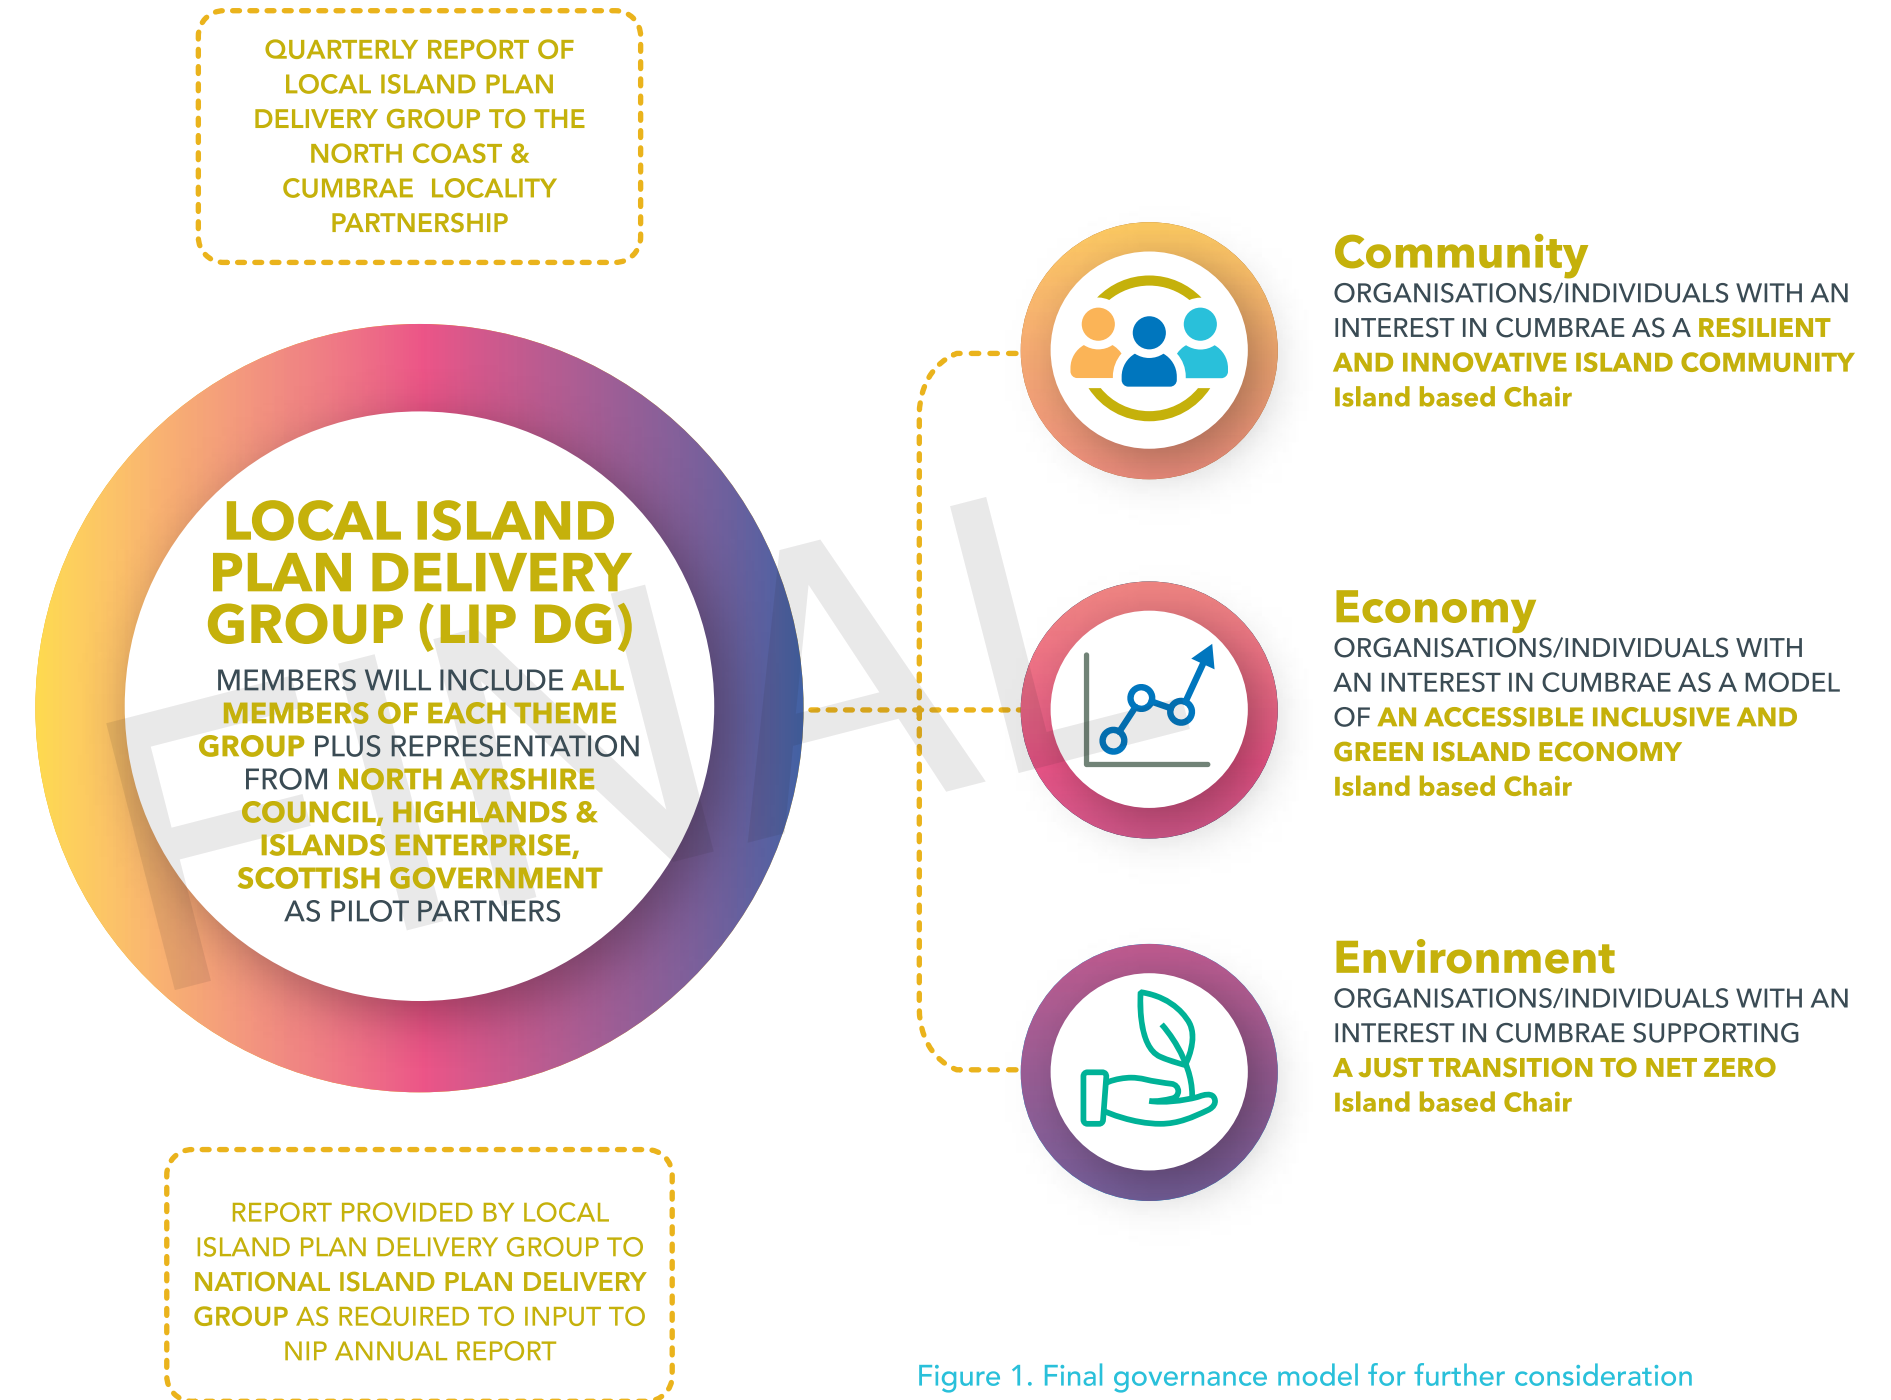 QUARTERLY REPORT OF
LOCAL ISLAND PLAN
DELIVERY GROUP TO THE
NORTH COAST &
CUMBRAE LOCALITY
PARTNERSHIP
LOCAL ISLAND
PLAN DELIVERY
GROUP (LIP DG)
MEMBERS WILL INCLUDE ALL
MEMBERS OF EACH THEME
GROUP PLUS REPRESENTATION
FROM NORTH AYRSHIRE
COUNCIL, HIGHLANDS &
ISLANDS ENTERPRISE,
SCOTTISH GOVERNMENT
AS PILOT PARTNERS
REPORT PROVIDED BY LOCAL
ISLAND PLAN DELIVERY GROUP TO
NATIONAL ISLAND PLAN DELIVERY
GROUP AS REQUIRED TO INPUT TO
NIP ANNUAL REPORT
Community
ORGANISATIONS/INDIVIDUALS WITH AN
INTEREST IN CUMBRAE AS A RESILIENT
AND INNOVATIVE ISLAND COMMUNITY
Island based Chair
Economy
ORGANISATIONS/INDIVIDUALS WITH
AN INTEREST IN CUMBRAE AS A MODEL
OF AN ACCESSIBLE INCLUSIVE AND
GREEN ISLAND ECONOMY
Island based Chair
Environment
ORGANISATIONS/INDIVIDUALS WITH AN
INTEREST IN CUMBRAE SUPPORTING
A JUST TRANSITION TO NET ZERO
Island based Chair
FINAL
Figure 1. Final governance model for further consideration